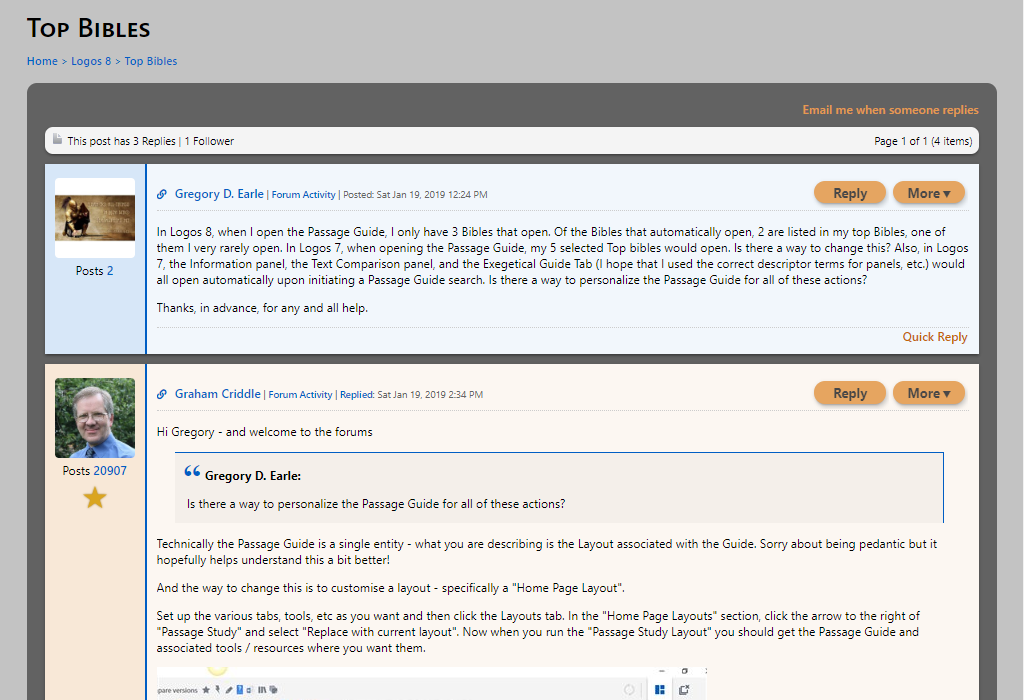 Top Bibles
Home > Logos 8 > Top Bibles
Email me when someone replies
This post has 3 Replies | 1 Follower
Page 1 of 1 (4 items)
Gregory D. Earle | Forum Activity | Posted: Sat Jan 19, 2019 12:24 PM
Reply
More ▾
Posts 2
In Logos 8, when I open the Passage Guide, I only have 3 Bibles that open. Of the Bibles that automatically open, 2 are listed in my top Bibles, one of
them I very rarely open. In Logos 7, when opening the Passage Guide, my 5 selected Top bibles would open. Is there a way to change this? Also, in Logos
7, the Information panel, the Text Comparison panel, and the Exegetical Guide Tab (I hope that I used the correct descriptor terms for panels, etc.) would
all open automatically upon initiating a Passage Guide search. Is there a way to personalize the Passage Guide for all of these actions?
Thanks, in advance, for any and all help.
Quick Reply
Graham Criddle | Forum Activity | Replied: Sat Jan 19, 2019 2:34 PM
Reply
More ▾
Posts 20907
Hi Gregory - and welcome to the forums
Gregory D. Earle:
Is there a way to personalize the Passage Guide for all of these actions?
Technically the Passage Guide is a single entity - what you are describing is the Layout associated with the Guide. Sorry about being pedantic but it
hopefully helps understand this a bit better!
And the way to change this is to customise a layout - specifically a "Home Page Layout".
Set up the various tabs, tools, etc as you want and then click the Layouts tab. In the "Home Page Layouts" section, click the arrow to the right of
"Passage Study" and select "Replace with current layout". Now when you run the "Passage Study Layout" you should get the Passage Guide and
associated tools / resources where you want them.
pare versions